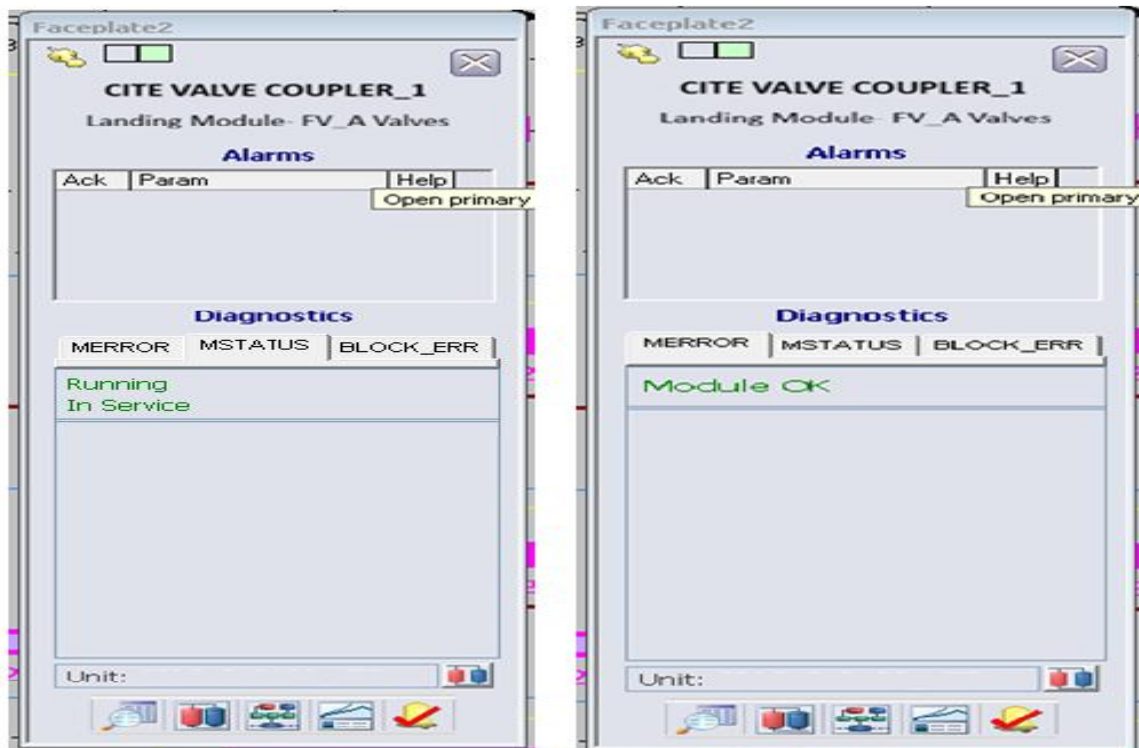 Faceplate2
CITE VALVE COUPLER_1
Landing Module- FV_A Valves
Alarms
Ack Param Help
Open primary
Diagnostics
MERROR MSTATUS BLOCK_ERR
Running
In Service
Unit:
Faceplate2
CITE VALVE COUPLER_1
Landing Module- FV_A Valves
Alarms
Ack Param Help
Open primary
Diagnostics
MERROR MSTATUS BLOCK_ERR
Module OK
Unit: